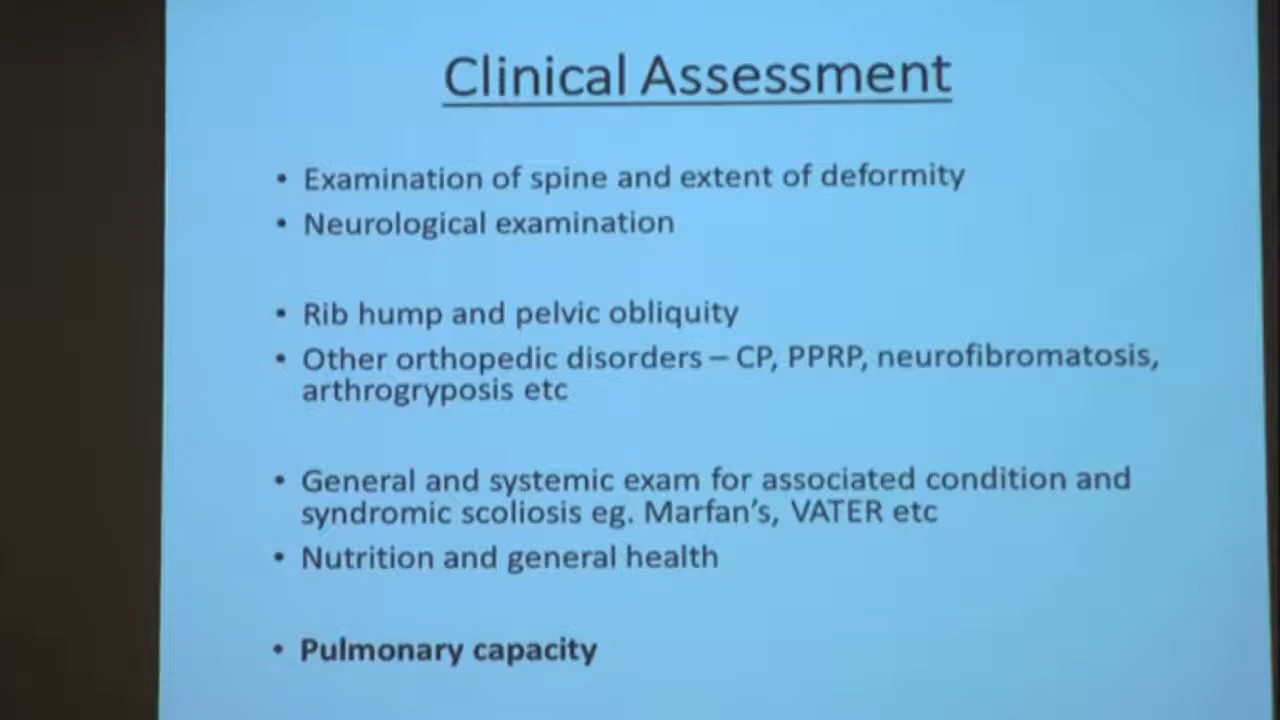 Clinical Assessment
• Examination of spine and extent of deformity
• Neurological examination
• Rib hump and pelvic obliquity
• Other orthopedic disorders – CP, PPRP, neurofibromatosis,
arthrogryposis etc
• General and systemic exam for associated condition and
syndromic scoliosis eg. Marfan's, VATER etc
• Nutrition and general health
• Pulmonary capacity